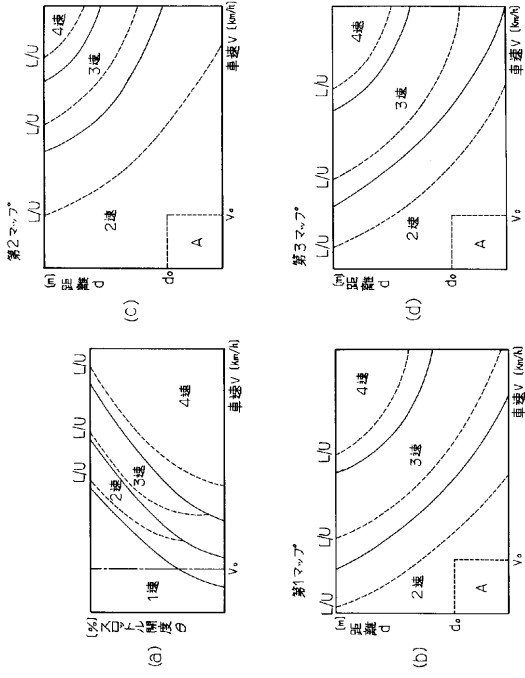 (a)
[%]
スロットル開度θ
L/U L/U L/U
1速
2速
3速
4速
V₀
車速V [km/h]
(b)
第1マップ
[m]
距離 d
d₀
L/U L/U L/U
2速
3速
4速
A
V₀
車速V [km/h]
(c)
第2マップ
[m]
距離 d
d₀
L/U L/U L/U
2速
3速
4速
A
V₀
車速V [km/h]
(d)
第3マップ
[m]
距離 d
d₀
L/U L/U L/U
2速
3速
4速
A
V₀
車速V [km/h]